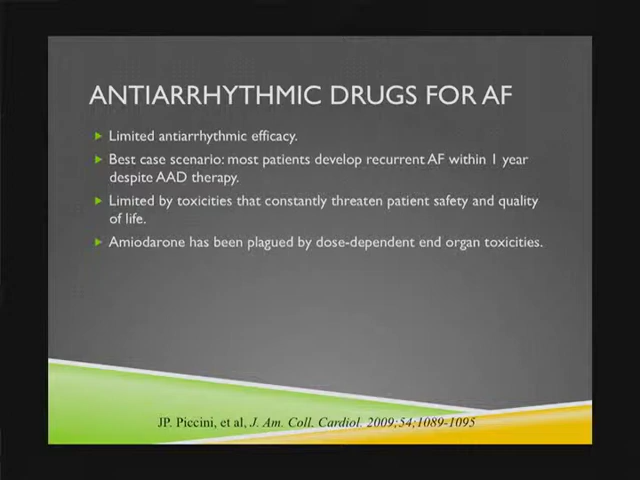 ANTIARRHYTHMIC DRUGS FOR AF
Limited antiarrhythmic efficacy.
Best case scenario: most patients develop recurrent AF within 1 year
despite AAD therapy.
Limited by toxicities that constantly threaten patient safety and quality
of life.
Amiodarone has been plagued by dose-dependent end organ toxicities.
JP. Piccini, et al, J. Am. Coll. Cardiol. 2009;54;1089-1095